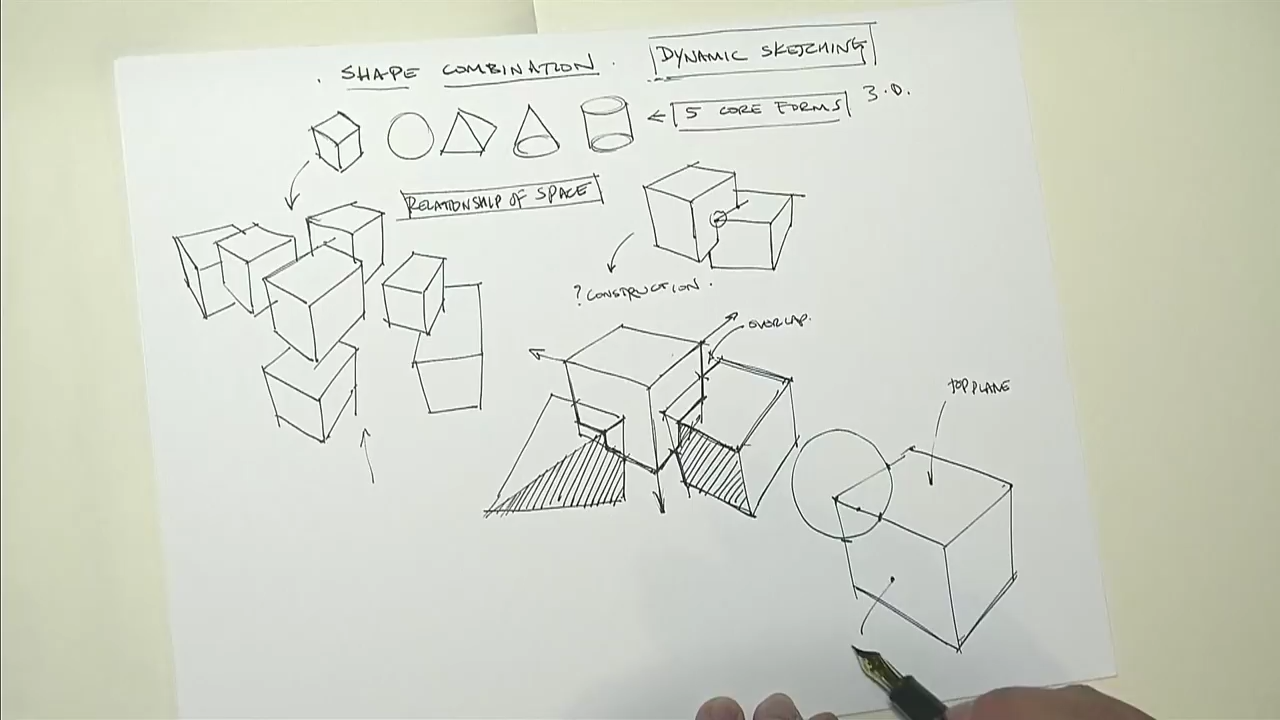 SHAPE COMBINATION.
DYNAMIC SKETCHING
5 CORE FORMS
3.D.
RELATIONSHIP OF SPACE
? CONSTRUCTION.
OVERLAP.
TOP PLANE